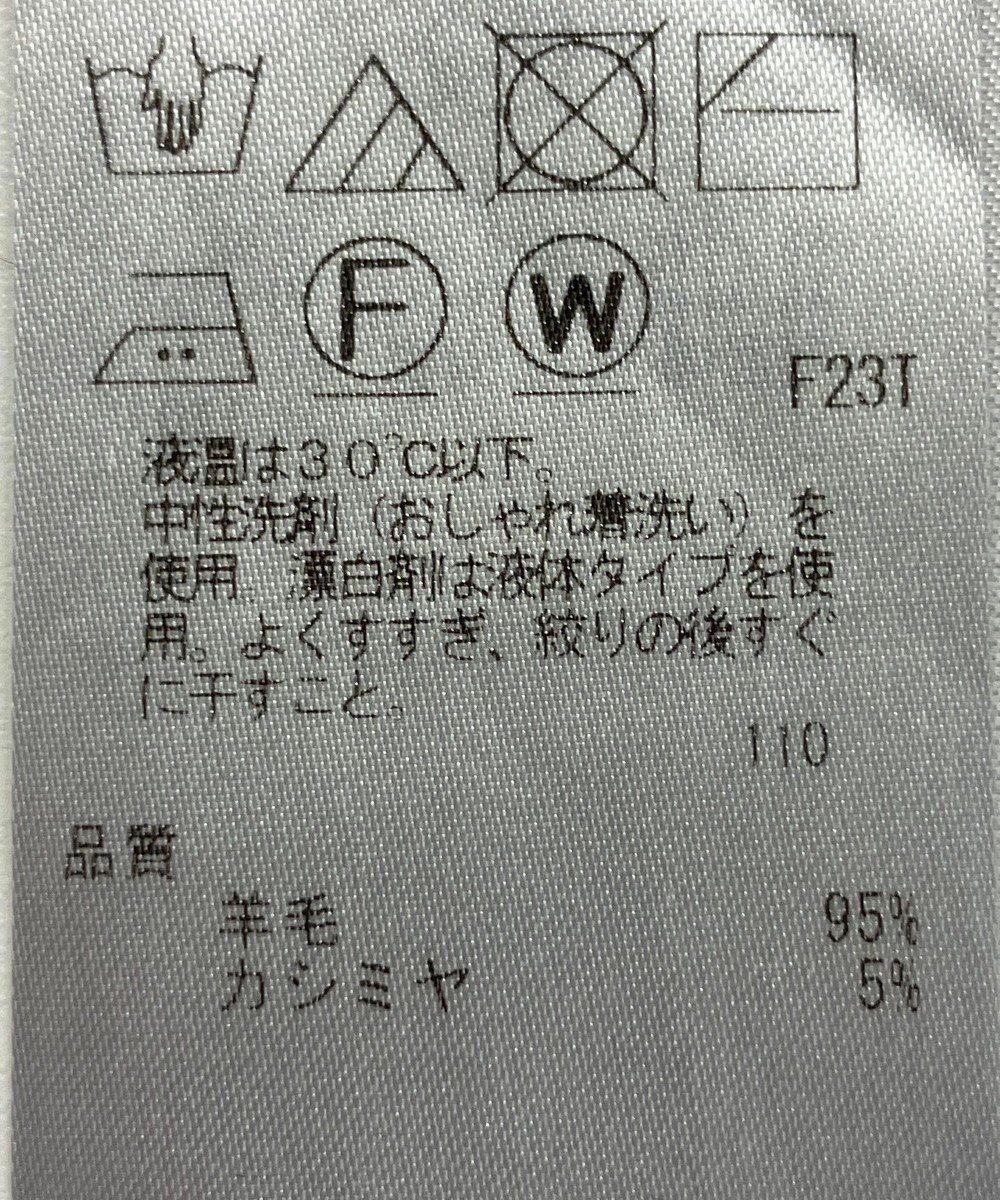 F
W
F23T
液温は30℃以下。
中性洗剤(おしゃれ着洗い)を
使用。漂白剤は液体タイプを使
用。よくすすぎ、絞りの後すぐ
に干すこと。
110
品質
羊毛 95%
カシミヤ 5%